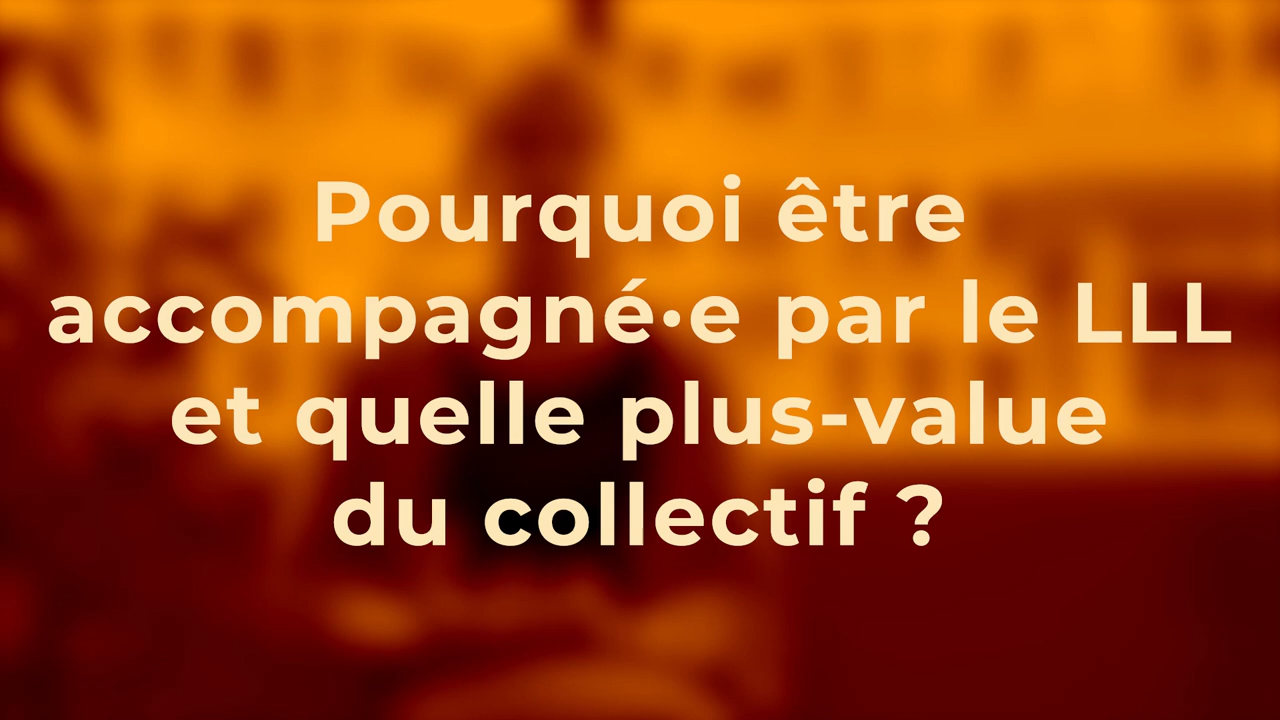 Pourquoi être
accompagné·e par le LLL
et quelle plus-value
du collectif ?